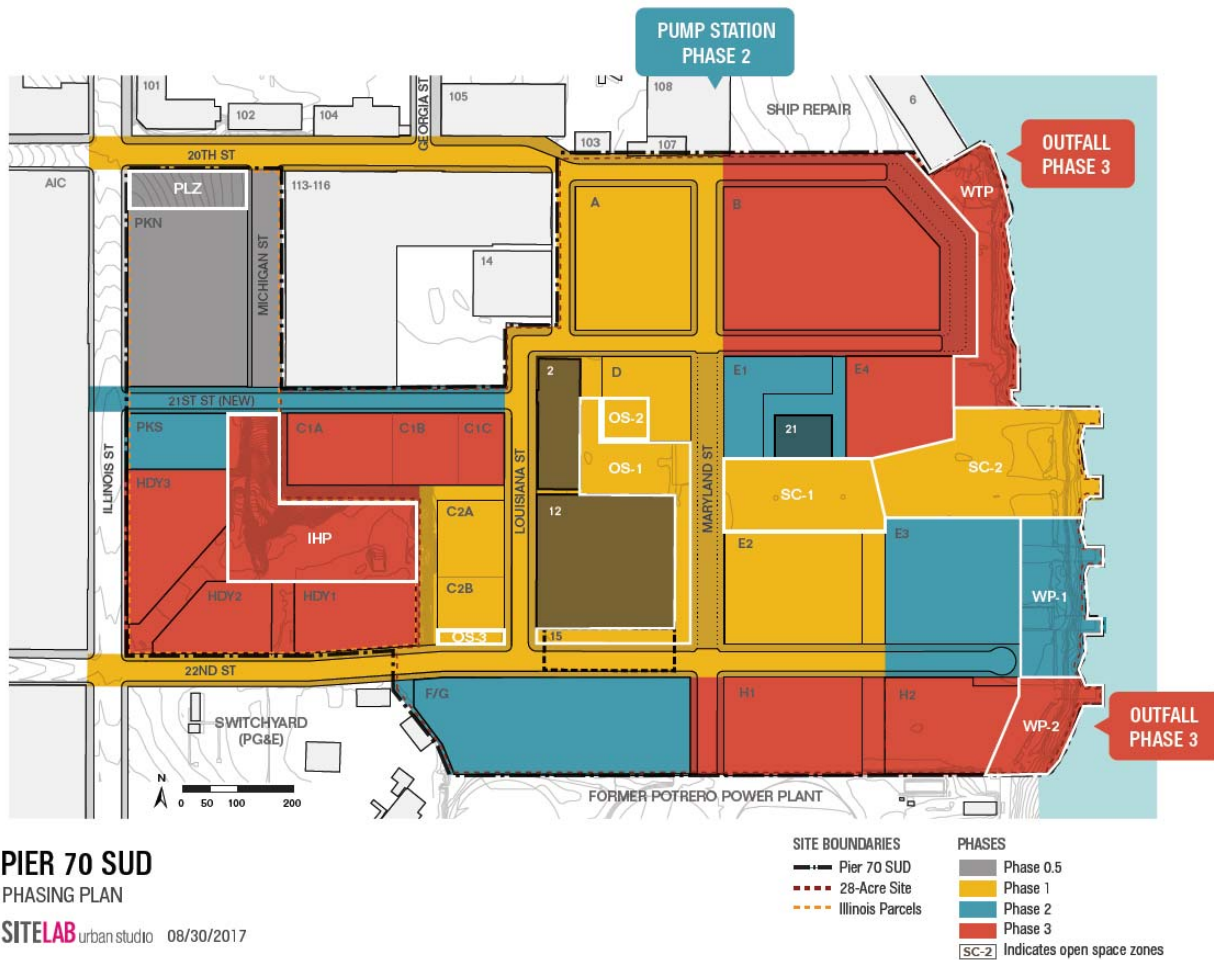 PUMP STATION
PHASE 2
101
102
104
GEORGIA ST
105
108
103
107
SHIP REPAIR
6
OUTFALL
PHASE 3
20TH ST
AIC
PLZ
PKN
MICHIGAN ST
113-116
14
A
B
WTP
21ST ST (NEW)
2
D
OS-2
OS-1
E1
21
E4
PKS
C1A
C1B
C1C
ILLINOIS ST
LOUISIANA ST
MARYLAND ST
SC-1
SC-2
HDY3
IHP
C2A
C2B
12
E2
E3
WP-1
HDY2
HDY1
OS-3
15
22ND ST
F/G
H1
H2
WP-2
OUTFALL
PHASE 3
SWITCHYARD
(PG&E)
N
0 50 100 200
FORMER POTRERO POWER PLANT
PIER 70 SUD
PHASING PLAN
SITELAB urban studio 08/30/2017
SITE BOUNDARIES
Pier 70 SUD
28-Acre Site
Illinois Parcels
PHASES
Phase 0.5
Phase 1
Phase 2
Phase 3
SC-2 Indicates open space zones